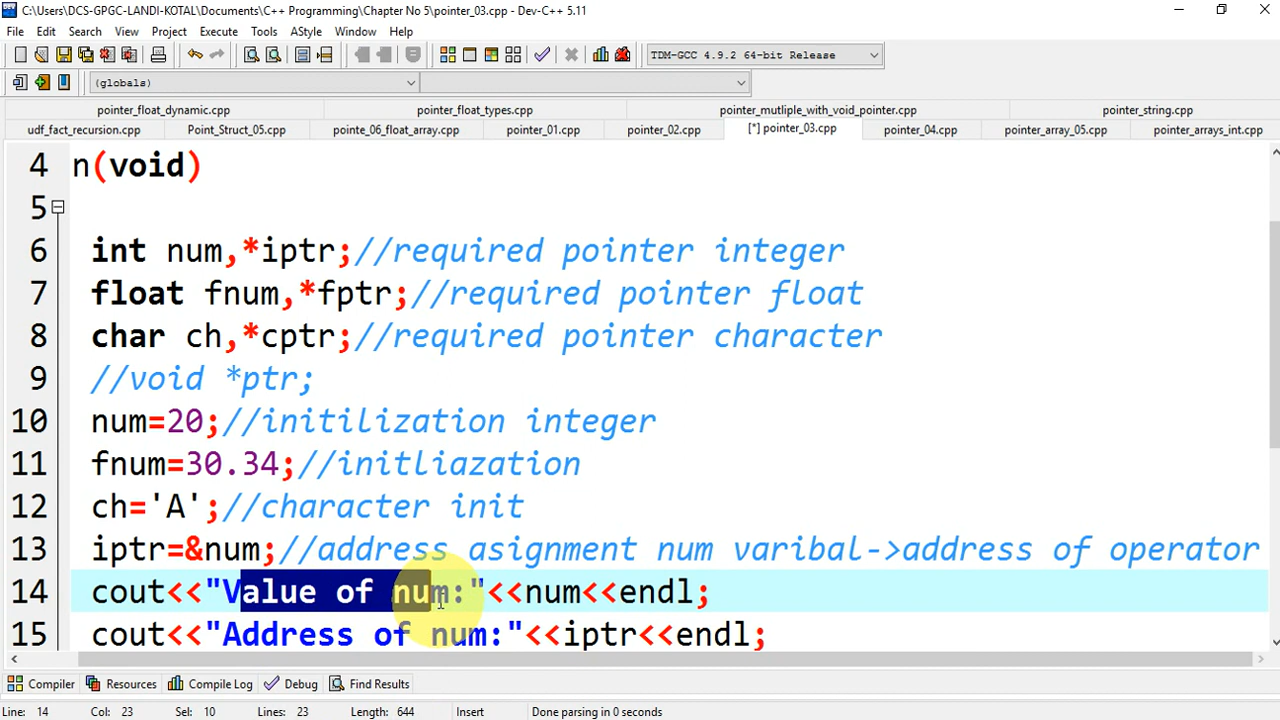 C:\Users\DCS-GPGC-LANDI-KOTAL\Documents\C++ Programming\Chapter No 5\pointer_03.cpp - Dev-C++ 5.11
File Edit Search View Project Execute Tools AStyle Window Help
TDM-GCC 4.9.2 64-bit Release
(globals)
pointer_float_dynamic.cpp pointer_float_types.cpp pointer_mutliple_with_void_pointer.cpp pointer_string.cpp
udf_fact_recursion.cpp Point_Struct_05.cpp pointe_06_float_array.cpp pointer_01.cpp pointer_02.cpp [*] pointer_03.cpp pointer_04.cpp pointer_array_05.cpp pointer_arrays_int.cpp
4 n(void)
5
6 int num,*iptr;//required pointer integer
7 float fnum,*fptr;//required pointer float
8 char ch,*cptr;//required pointer character
9 //void *ptr;
10 num=20;//initilization integer
11 fnum=30.34;//initliazation
12 ch='A';//character init
13 iptr=&num;//address asignment num varibal->address of operator
14 cout<<"Value of num:"<<num<<endl;
15 cout<<"Address of num:"<<iptr<<endl;
Compiler Resources Compile Log Debug Find Results
Line: 14 Col: 23 Sel: 10 Lines: 23 Length: 644 Insert Done parsing in 0 seconds